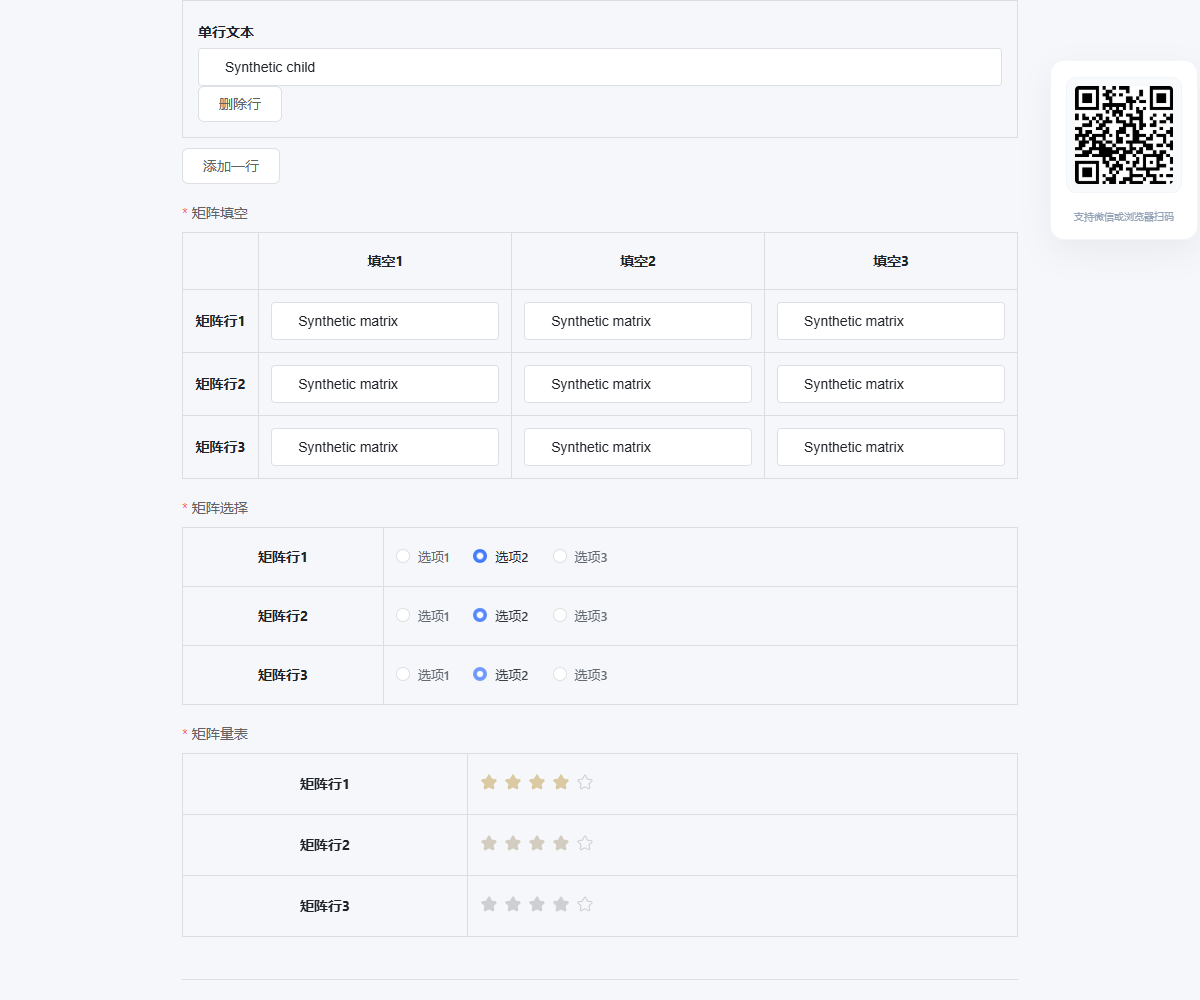 单行文本
Synthetic child
删除行
添加一行
支持微信或浏览器扫码
* 矩阵填空
填空1 填空2 填空3
矩阵行1 Synthetic matrix Synthetic matrix Synthetic matrix
矩阵行2 Synthetic matrix Synthetic matrix Synthetic matrix
矩阵行3 Synthetic matrix Synthetic matrix Synthetic matrix
* 矩阵选择
矩阵行1 选项1 选项2 选项3
矩阵行2 选项1 选项2 选项3
矩阵行3 选项1 选项2 选项3
* 矩阵量表
矩阵行1
矩阵行2
矩阵行3